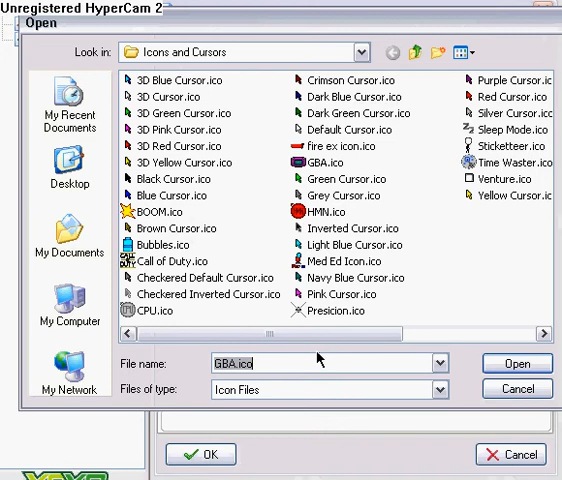 Unregistered HyperCam 2
Open
Look in:
Icons and Cursors
My Recent
Documents
Desktop
My Documents
My Computer
My Network
3D Blue Cursor.ico
3D Cursor.ico
3D Green Cursor.ico
3D Pink Cursor.ico
3D Red Cursor.ico
3D Yellow Cursor.ico
Black Cursor.ico
Blue Cursor.ico
BOOM.ico
Brown Cursor.ico
Bubbles.ico
Call of Duty.ico
Checkered Default Cursor.ico
Checkered Inverted Cursor.ico
CPU.ico
Crimson Cursor.ico
Dark Blue Cursor.ico
Dark Green Cursor.ico
Default Cursor.ico
fire ex icon.ico
GBA.ico
Green Cursor.ico
Grey Cursor.ico
HMN.ico
Inverted Cursor.ico
Light Blue Cursor.ico
Med Ed Icon.ico
Navy Blue Cursor.ico
Pink Cursor.ico
Presicion.ico
Purple Cursor.ic
Red Cursor.ico
Silver Cursor.ico
Sleep Mode.ico
Stickteer.ico
Time Waster.ico
Venture.ico
Yellow Cursor.ic
File name:
GBA.ico
Open
Files of type:
Icon Files
Cancel
OK
Cancel
YOYO